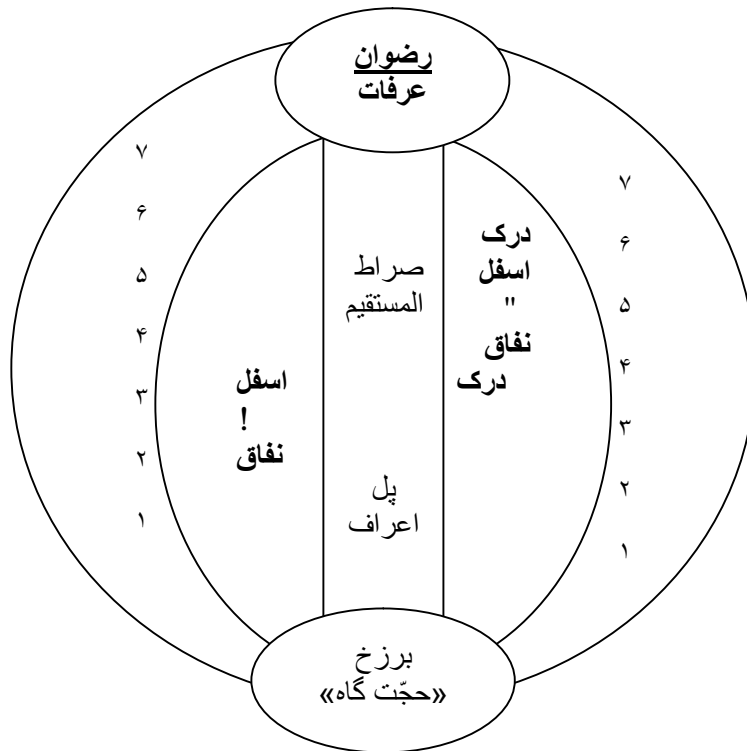 رضوان
عرفات
۷
۶
۵
۴
۳
۲
۱
درک
اسفل
"
نفاق
درک
صراط
المستقیم
پل
اعراف
اسفل
!
نفاق
۷
۶
۵
۴
۳
۲
۱
برزخ
«حجّت گاه»